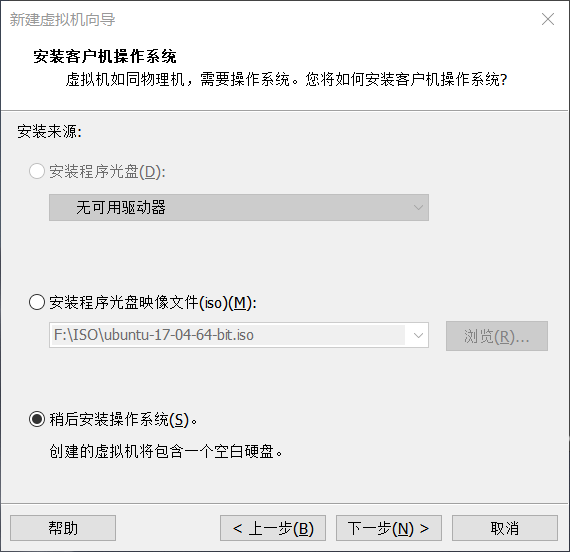 新建虚拟机向导
安装客户机操作系统
虚拟机如同物理机，需要操作系统。您将如何安装客户机操作系统?
安装来源:
安装程序光盘(D):
无可用驱动器
安装程序光盘映像文件(iso)(M):
F:\ISO\ubuntu-17-04-64-bit.iso
浏览(R)...
稍后安装操作系统(S)。
创建的虚拟机将包含一个空白硬盘。
帮助
< 上一步(B)
下一步(N) >
取消